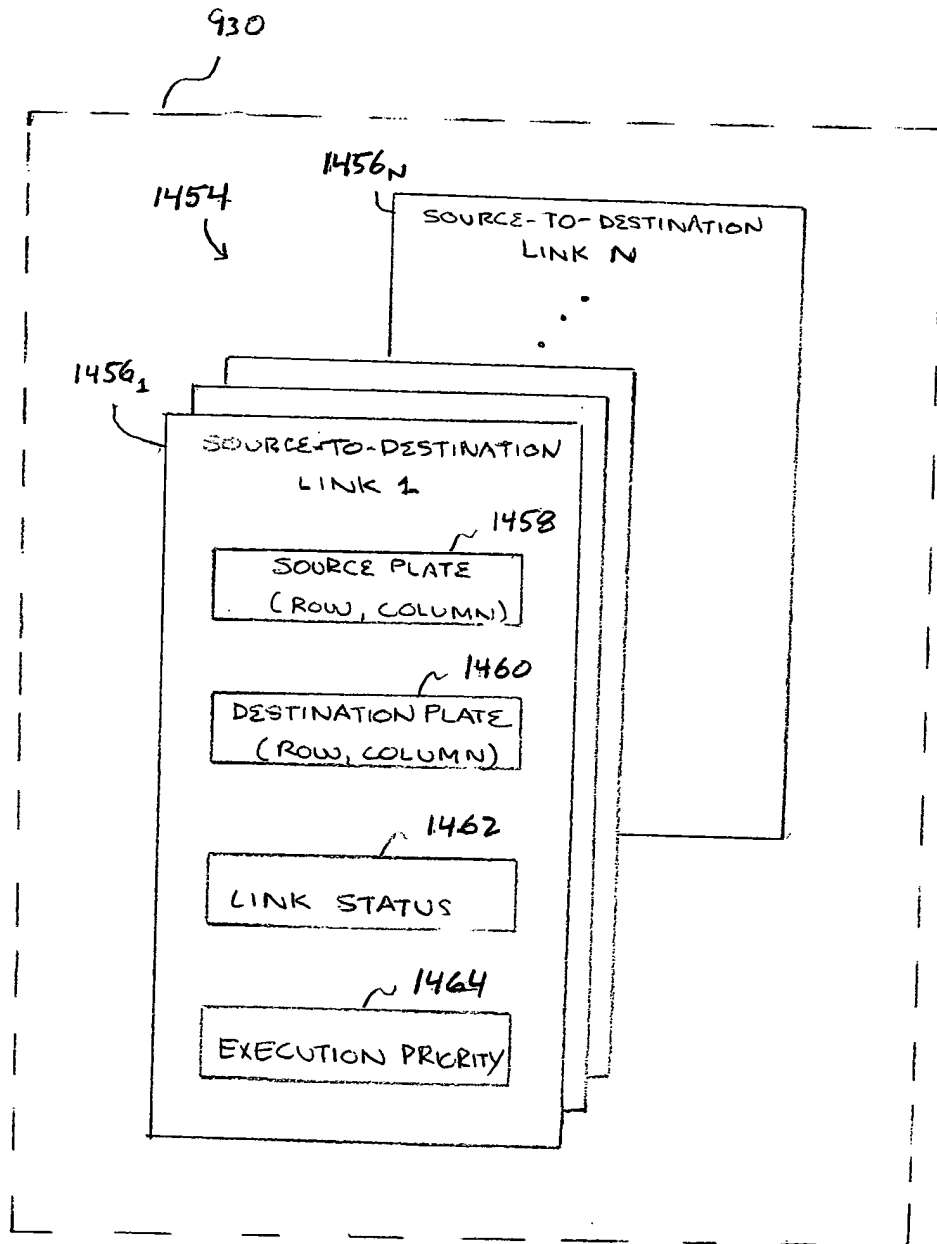 930
1454
1456N
SOURCE-TO-DESTINATION
LINK N
14561
SOURCE-TO-DESTINATION
LINK 1
1458
SOURCE PLATE
(ROW, COLUMN)
1460
DESTINATION PLATE
(ROW, COLUMN)
1462
LINK STATUS
1464
EXECUTION PRIORITY